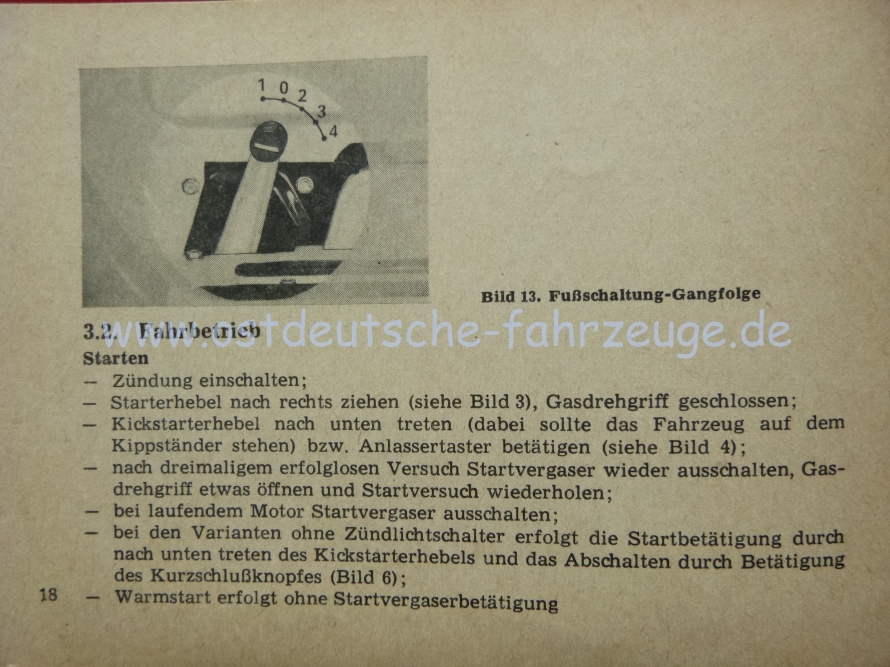 1 0 2 3 4
Bild 13. Fußschaltung-Gangfolge
www.ostdeutsche-fahrzeuge.de
3.2. Fahrbetrieb
Starten
— Zündung einschalten;
— Starterhebel nach rechts ziehen (siehe Bild 3), Gasdrehgriff geschlossen;
— Kickstarterhebel nach unten treten (dabei sollte das Fahrzeug auf dem
Kippständer stehen) bzw. Anlassertaster betätigen (siehe Bild 4);
— nach dreimaligem erfolglosen Versuch Startvergaser wieder ausschalten, Gas-
drehgriff etwas öffnen und Startversuch wiederholen;
— bei laufendem Motor Startvergaser ausschalten;
— bei den Varianten ohne Zündlichtschalter erfolgt die Startbetätigung durch
nach unten treten des Kickstarterhebels und das Abschalten durch Betätigung
des Kurzschlußknopfes (Bild 6);
18 — Warmstart erfolgt ohne Startvergaserbetätigung